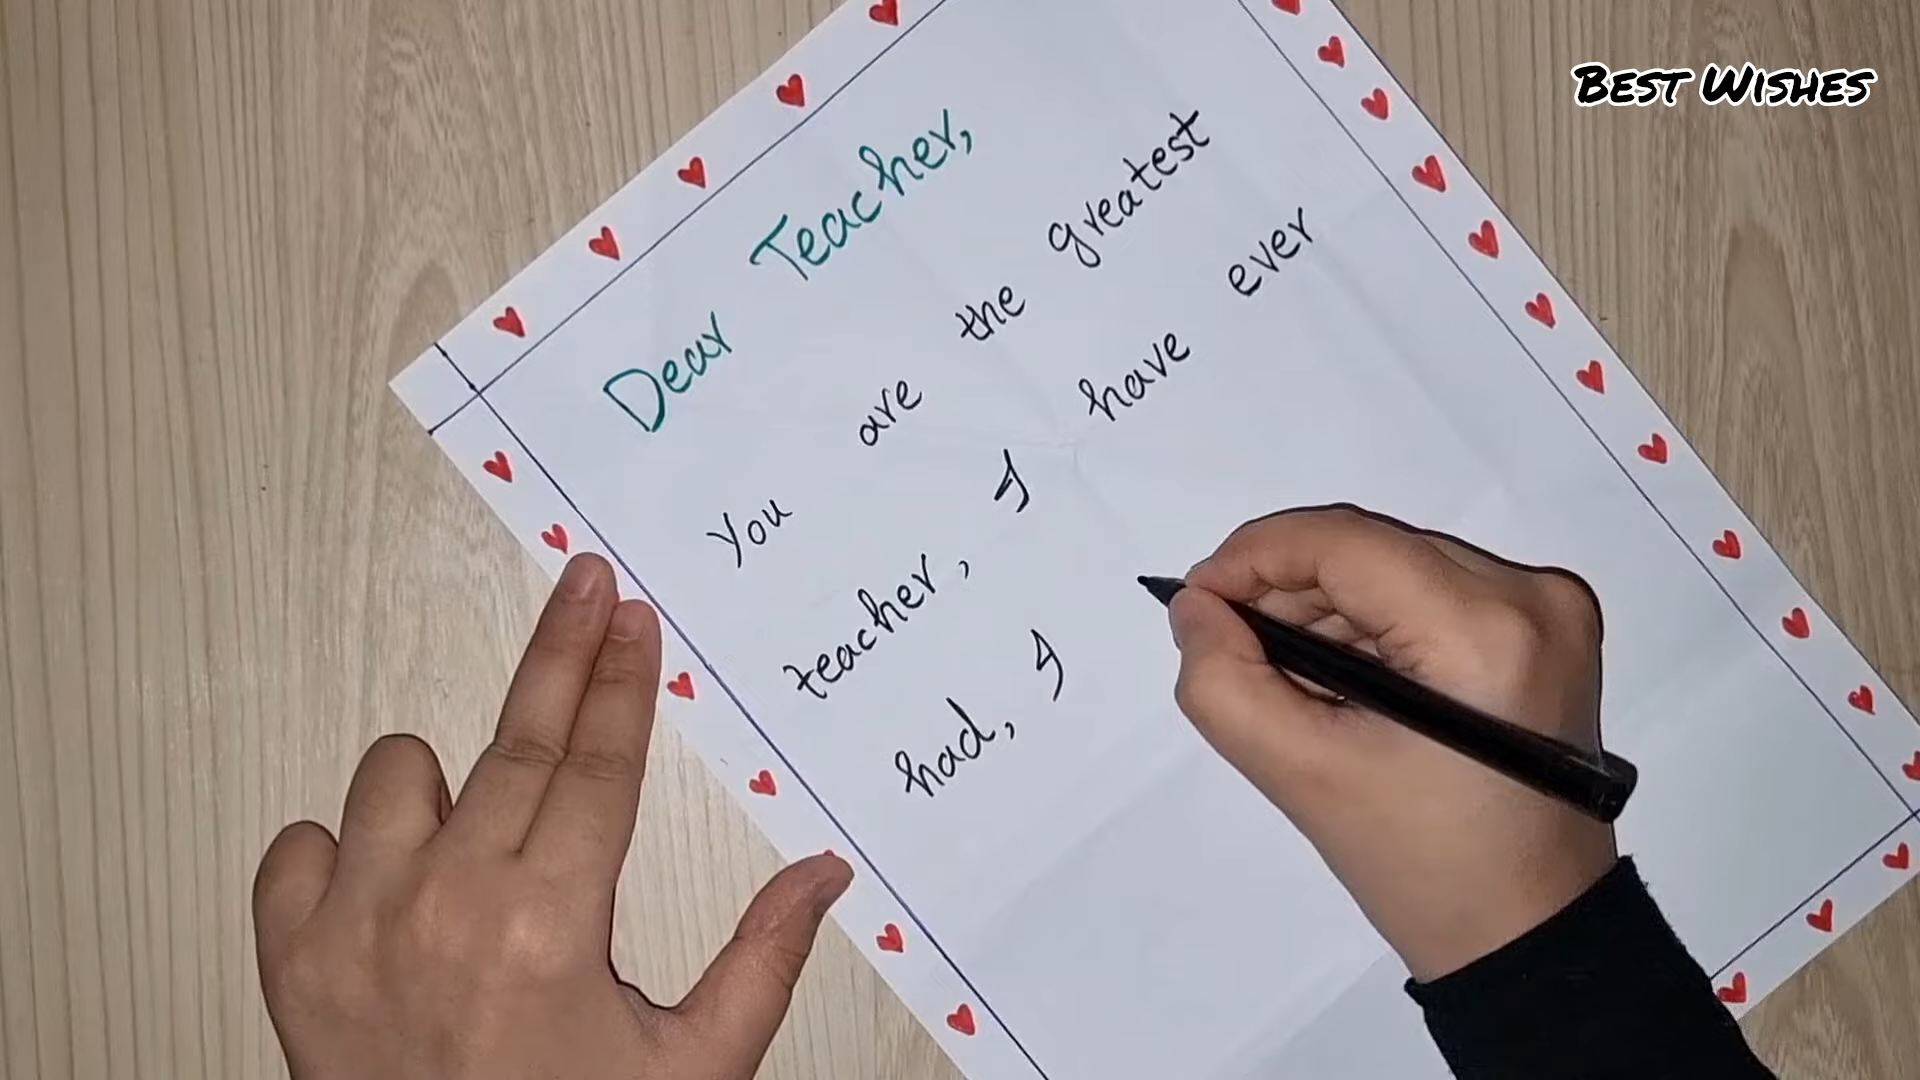 Best Wishes
Dear Teacher,
You are the greatest
teacher, I have ever
had, I